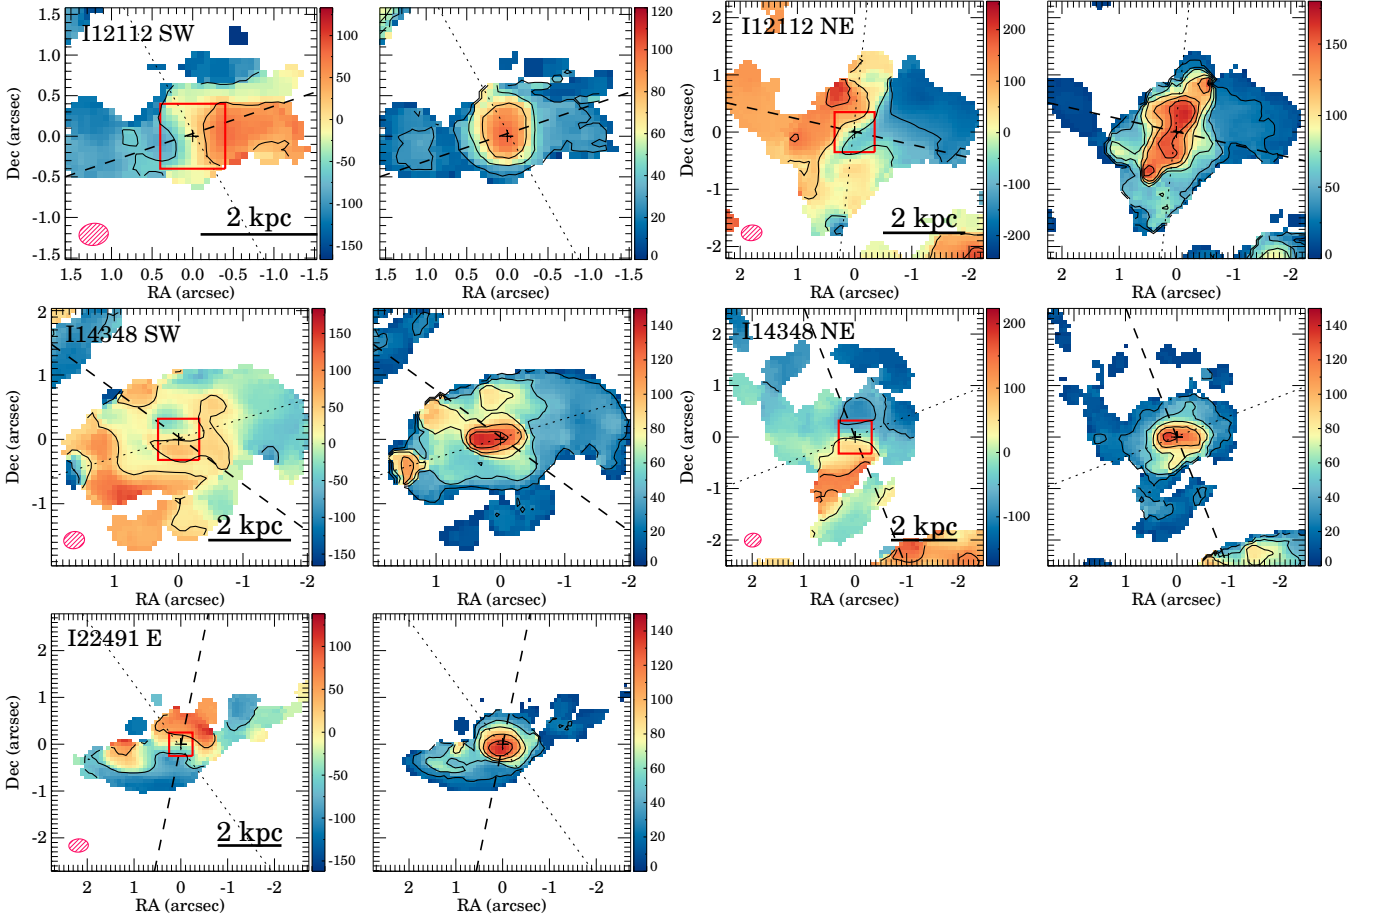 I12112 SW
2 kpc
1.5
1.0
0.5
0.0
-0.5
-1.0
-1.5
Dec (arcsec)
1.5 1.0 0.5 0.0 -0.5 -1.0 -1.5
RA (arcsec)
100
50
0
-50
-100
-150
1.5 1.0 0.5 0.0 -0.5 -1.0 -1.5
RA (arcsec)
120
100
80
60
40
20
0
I12112 NE
2 kpc
2
1
0
-1
-2
Dec (arcsec)
2 1 0 -1 -2
RA (arcsec)
200
100
0
-100
-200
2 1 0 -1 -2
RA (arcsec)
150
100
50
0
I14348 SW
2 kpc
2
1
0
-1
Dec (arcsec)
1 0 -1 -2
RA (arcsec)
150
100
50
0
-50
-100
-150
1 0 -1 -2
RA (arcsec)
140
120
100
80
60
40
20
0
I14348 NE
2 kpc
2
1
0
-1
-2
Dec (arcsec)
2 1 0 -1 -2
RA (arcsec)
200
100
0
-100
2 1 0 -1 -2
RA (arcsec)
140
120
100
80
60
40
20
0
I22491 E
2 kpc
2
1
0
-1
-2
Dec (arcsec)
2 1 0 -1 -2
RA (arcsec)
100
50
0
-50
-100
-150
2 1 0 -1 -2
RA (arcsec)
140
120
100
80
60
40
20
0